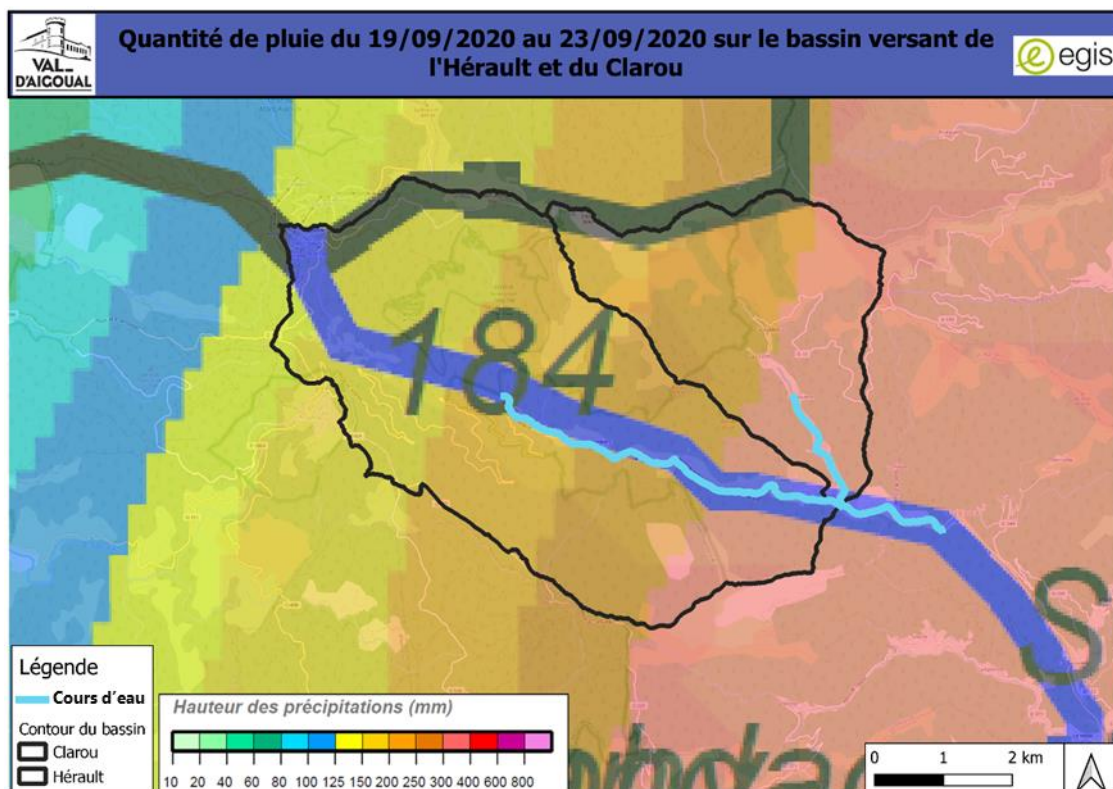 VAL-
D'AIGOUAL
Quantité de pluie du 19/09/2020 au 23/09/2020 sur le bassin versant de
l'Hérault et du Clarou
egis
184
S
Légende
Cours d'eau
Contour du bassin
Clarou
Hérault
Hauteur des précipitations (mm)
10 20 40 60 80 100 125 150 200 250 300 400 600 800
0 1 2 km